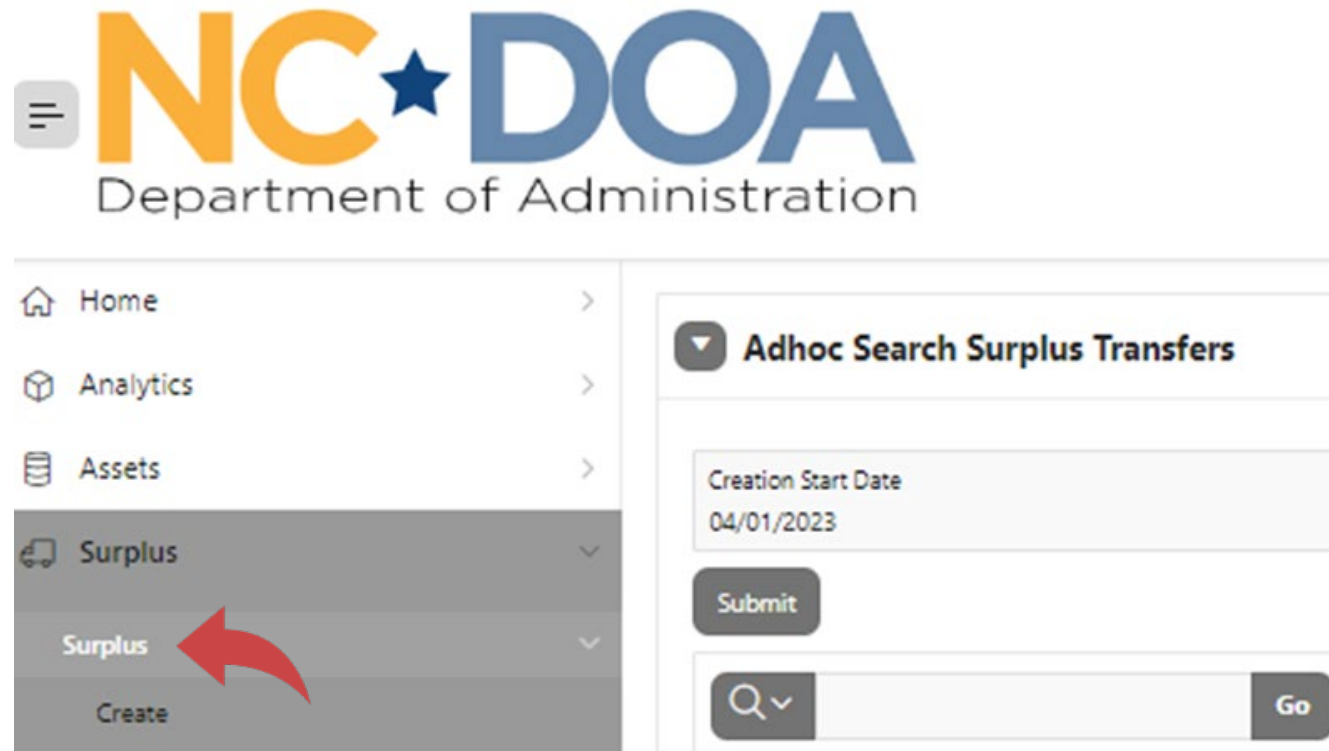 NC DOA
Department of Administration
Home
Analytics
Assets
Surplus
Surplus
Create
Adhoc Search Surplus Transfers
Creation Start Date
04/01/2023
Submit
Go